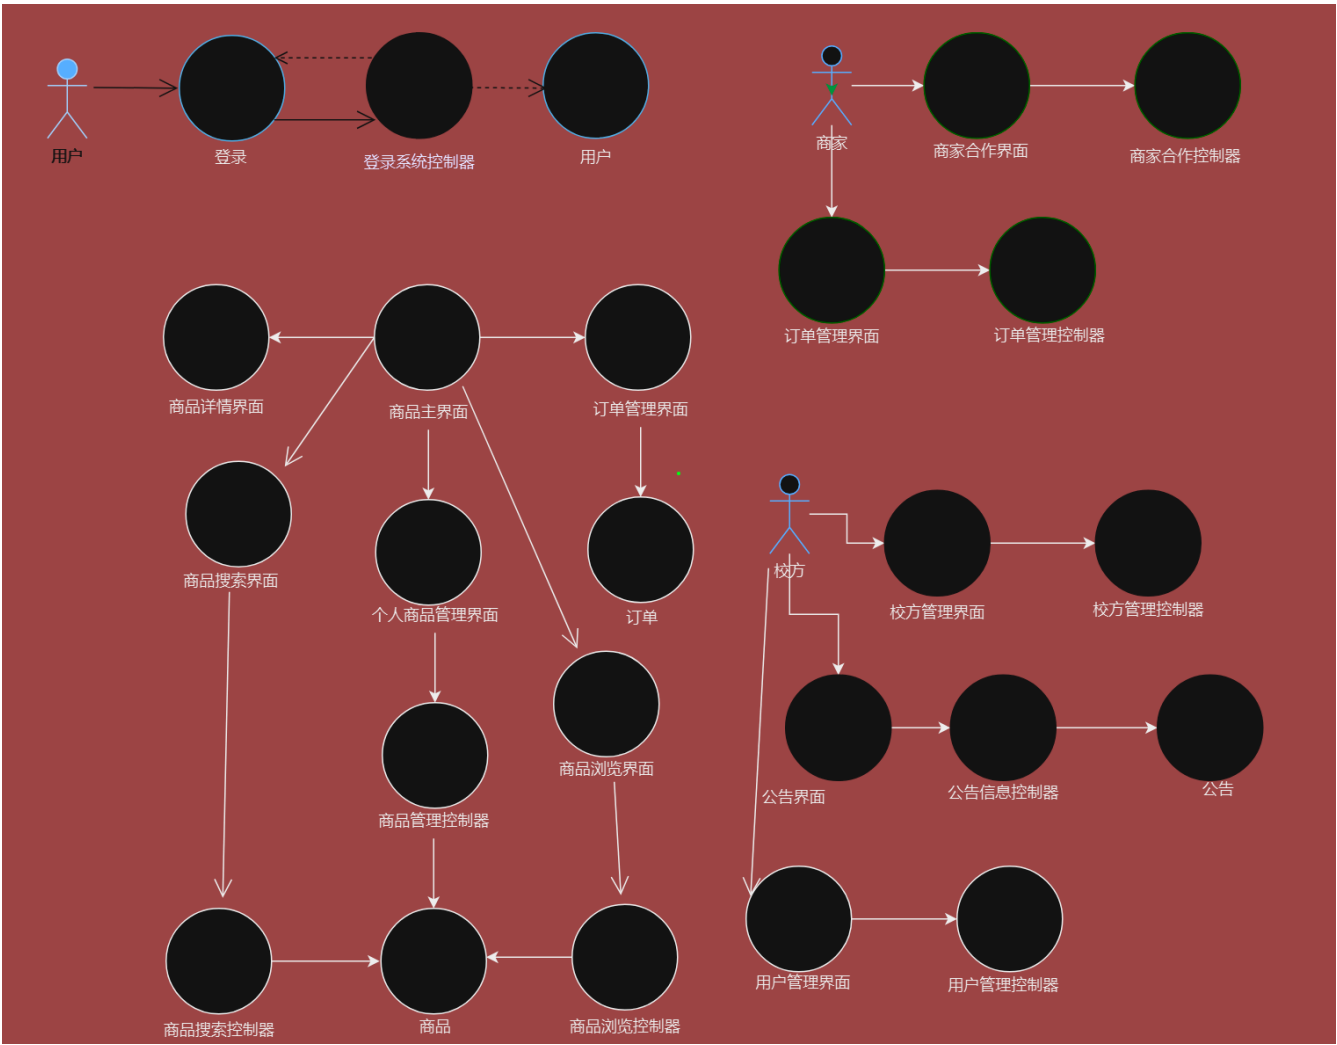 用户
登录
登录系统控制器
用户
商家
商家合作界面
商家合作控制器
订单管理界面
订单管理控制器
商品详情界面
商品主界面
订单管理界面
商品搜索界面
个人商品管理界面
订单
校方
校方管理界面
校方管理控制器
商品浏览界面
公告界面
公告信息控制器
公告
商品管理控制器
用户管理界面
用户管理控制器
商品搜索控制器
商品
商品浏览控制器